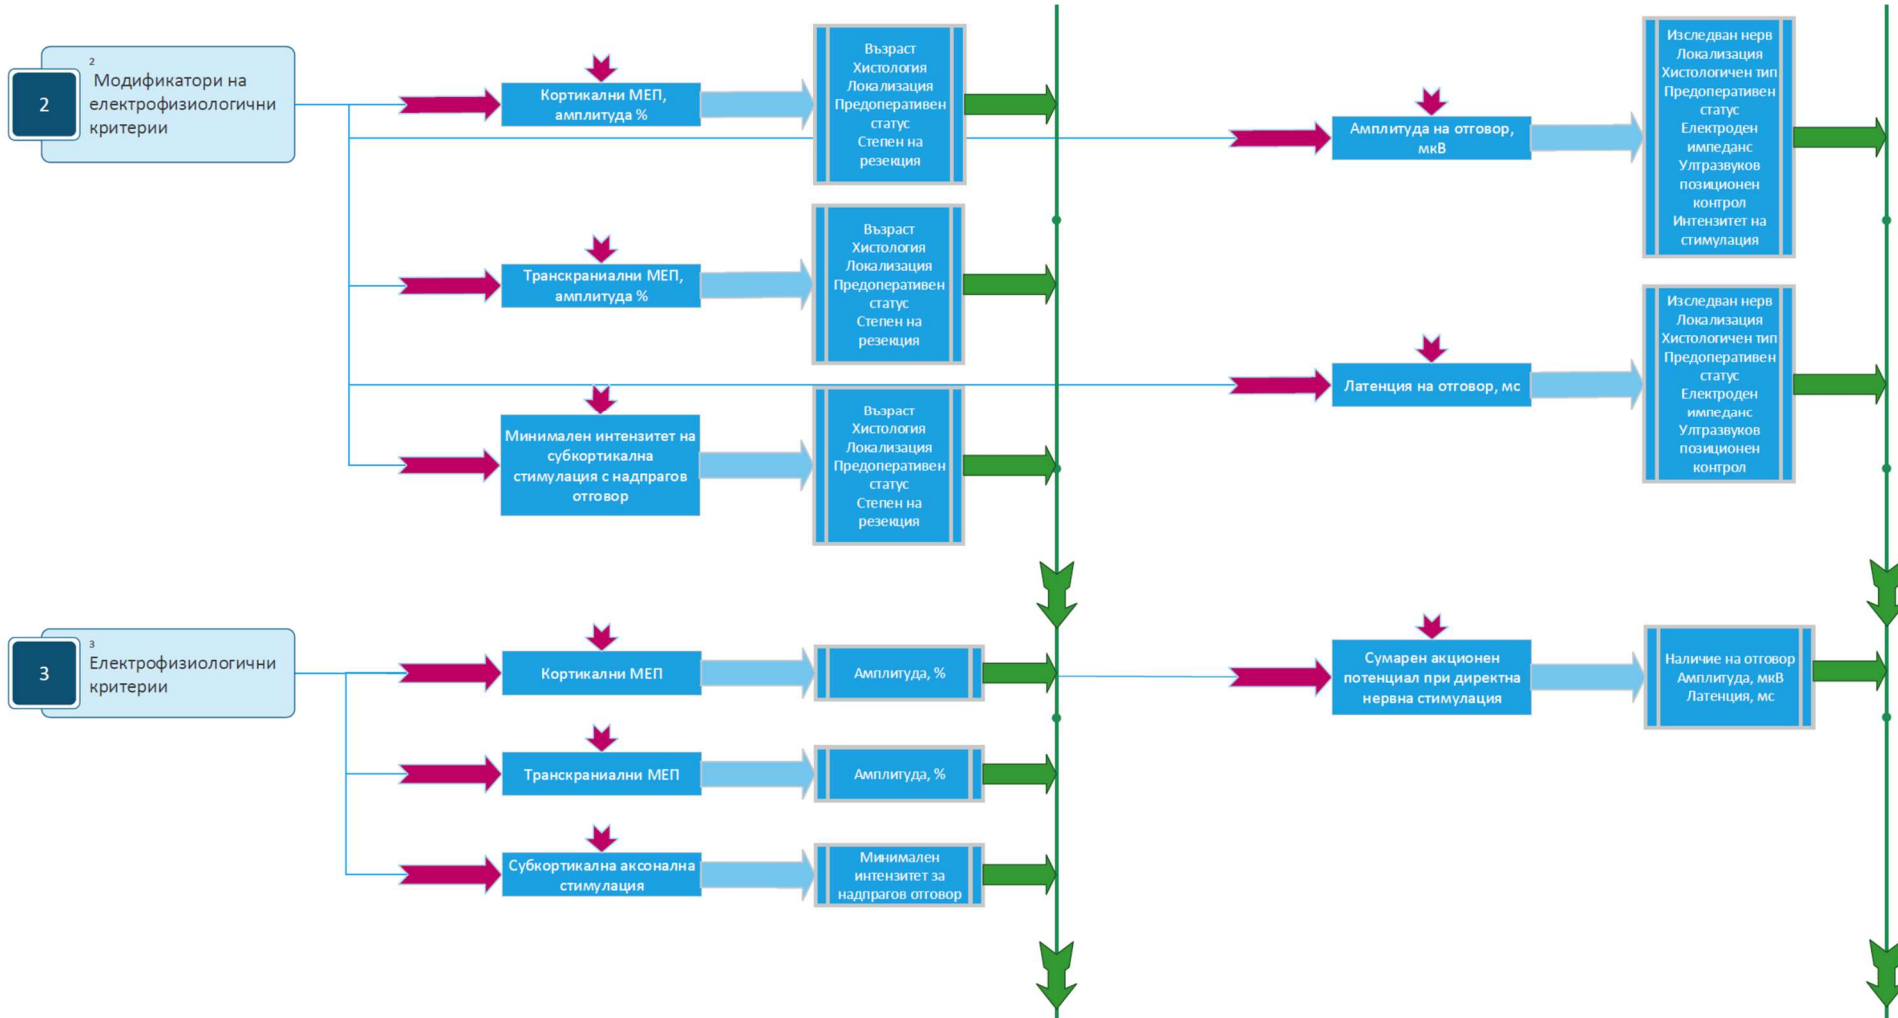 2
2
Модификатори на
електрофизиологични
критерии
Кортикални МЕП,
амплитуда %
Възраст
Хистология
Локализация
Предоперативен
статус
Степен на
резекция
Амплитуда на отговор,
мкВ
Изследван нерв
Локализация
Хистологичен тип
Предоперативен
статус
Електроден
импеданс
Ултразвуков
позиционен
контрол
Интензитет на
стимулация
Транскраниални МЕП,
амплитуда %
Възраст
Хистология
Локализация
Предоперативен
статус
Степен на
резекция
Латенция на отговор, мс
Изследван нерв
Локализация
Хистологичен тип
Предоперативен
статус
Електроден
импеданс
Ултразвуков
позиционен
контрол
Минимален интензитет на
субкортикална
стимулация с надпрагов
отговор
Възраст
Хистология
Локализация
Предоперативен
статус
Степен на
резекция
3
3
Електрофизиологични
критерии
Кортикални МЕП
Амплитуда, %
Сумарен акционен
потенциал при директна
нервна стимулация
Наличие на отговор
Амплитуда, мкВ
Латенция, мс
Транскраниални МЕП
Амплитуда, %
Субкортикална аксонална
стимулация
Минимален
интензитет за
надпрагов отговор